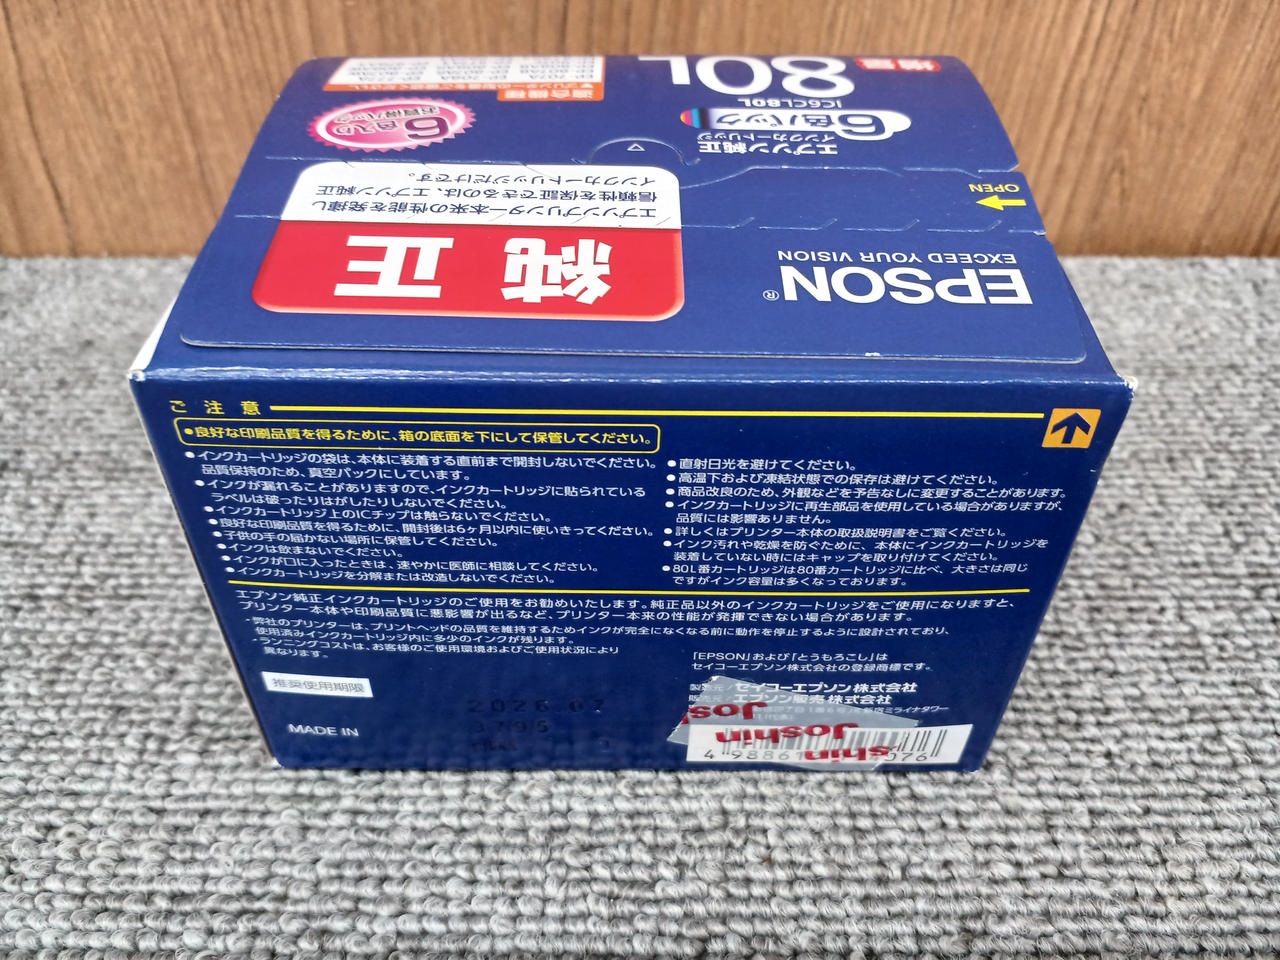 増量
80L
IC6CL80L
6色パック
エプソン純正
インクカートリッジ
適合機種
6色入り
お買得パック
OPEN
EPSON®
EXCEED YOUR VISION
純正
エプソンプリンター本来の性能を発揮し
信頼性を保証できるのは、エプソン純正
インクカートリッジだけです。
ご注意
●良好な印刷品質を得るために、箱の底面を下にして保管してください。
●インクカートリッジの袋は、本体に装着する直前まで開封しないでください。
品質保持のため、真空パックにしています。
●インクが漏れることがありますので、インクカートリッジに貼られている
ラベルは破ったりはがしたりしないでください。
●インクカートリッジ上のICチップは触らないでください。
●良好な印刷品質を得るために、開封後は6ヶ月以内に使いきってください。
●子供の手の届かない場所に保管してください。
●インクは飲まないでください。
●インクが口に入ったときは、速やかに医師に相談してください。
●インクカートリッジを分解または改造しないでください。
●直射日光を避けてください。
●高温下および凍結状態での保存は避けてください。
●商品改良のため、外観などを予告なしに変更することがあります。
●インクカートリッジに再生部品を使用している場合がありますが、
品質には影響ありません。
●詳しくはプリンター本体の取扱説明書をご覧ください。
●インク汚れや乾燥を防ぐために、本体にインクカートリッジを
装着していない時にはキャップを取り付けてください。
●80L番カートリッジは80番カートリッジに比べ、大きさは同じ
ですがインク容量は多くなっております。
エプソン純正インクカートリッジのご使用をお勧めいたします。純正品以外のインクカートリッジをご使用になりますと、
プリンター本体や印刷品質に悪影響が出るなど、プリンター本来の性能が発揮できない場合があります。
・弊社のプリンターは、プリントヘッドの品質を維持するためインクが完全になくなる前に動作を停止するように設計されており、
使用済みインクカートリッジ内に多少のインクが残ります。
・ランニングコストは、お客様のご使用環境およびご使用状況により
異なります。
「EPSON」および「とうもろこし」は
セイコーエプソン株式会社の登録商標です。
推奨使用期限
2026.07
MADE IN
製造元/セイコーエプソン株式会社
販売元/エプソン販売株式会社
Joshin
Joshin